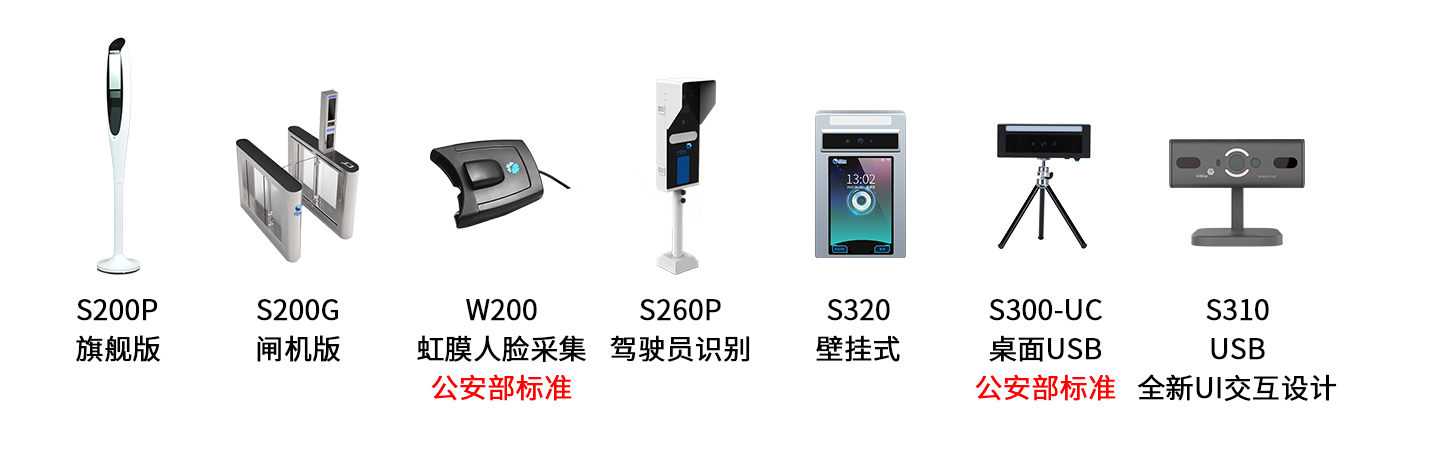 13:02
S200P
旗舰版
S200G
闸机版
W200
虹膜人脸采集
公安部标准
S260P
驾驶员识别
S320
壁挂式
S300-UC
桌面USB
公安部标准
S310
USB
全新UI交互设计